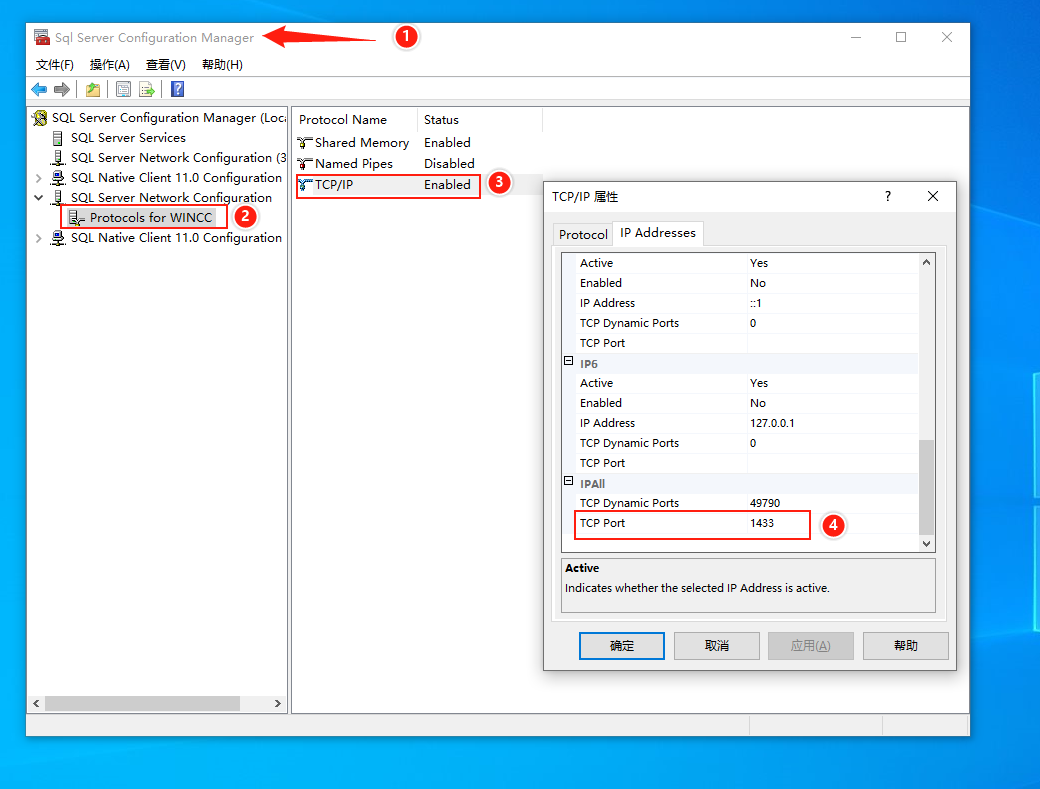 Sql Server Configuration Manager
1
文件(F) 操作(A) 查看(V) 帮助(H)
SQL Server Configuration Manager (Loca
SQL Server Services
SQL Server Network Configuration (3
SQL Native Client 11.0 Configuration
SQL Server Network Configuration
Protocols for WINCC
2
SQL Native Client 11.0 Configuration
Protocol Name Status
Shared Memory Enabled
Named Pipes Disabled
TCP/IP Enabled
3
TCP/IP 属性
?
Protocol IP Addresses
Active Yes
Enabled No
IP Address ::1
TCP Dynamic Ports 0
TCP Port
IP6
Active Yes
Enabled No
IP Address 127.0.0.1
TCP Dynamic Ports 0
TCP Port
IPAll
TCP Dynamic Ports 49790
TCP Port 1433
4
Active
Indicates whether the selected IP Address is active.
确定 取消 应用(A) 帮助